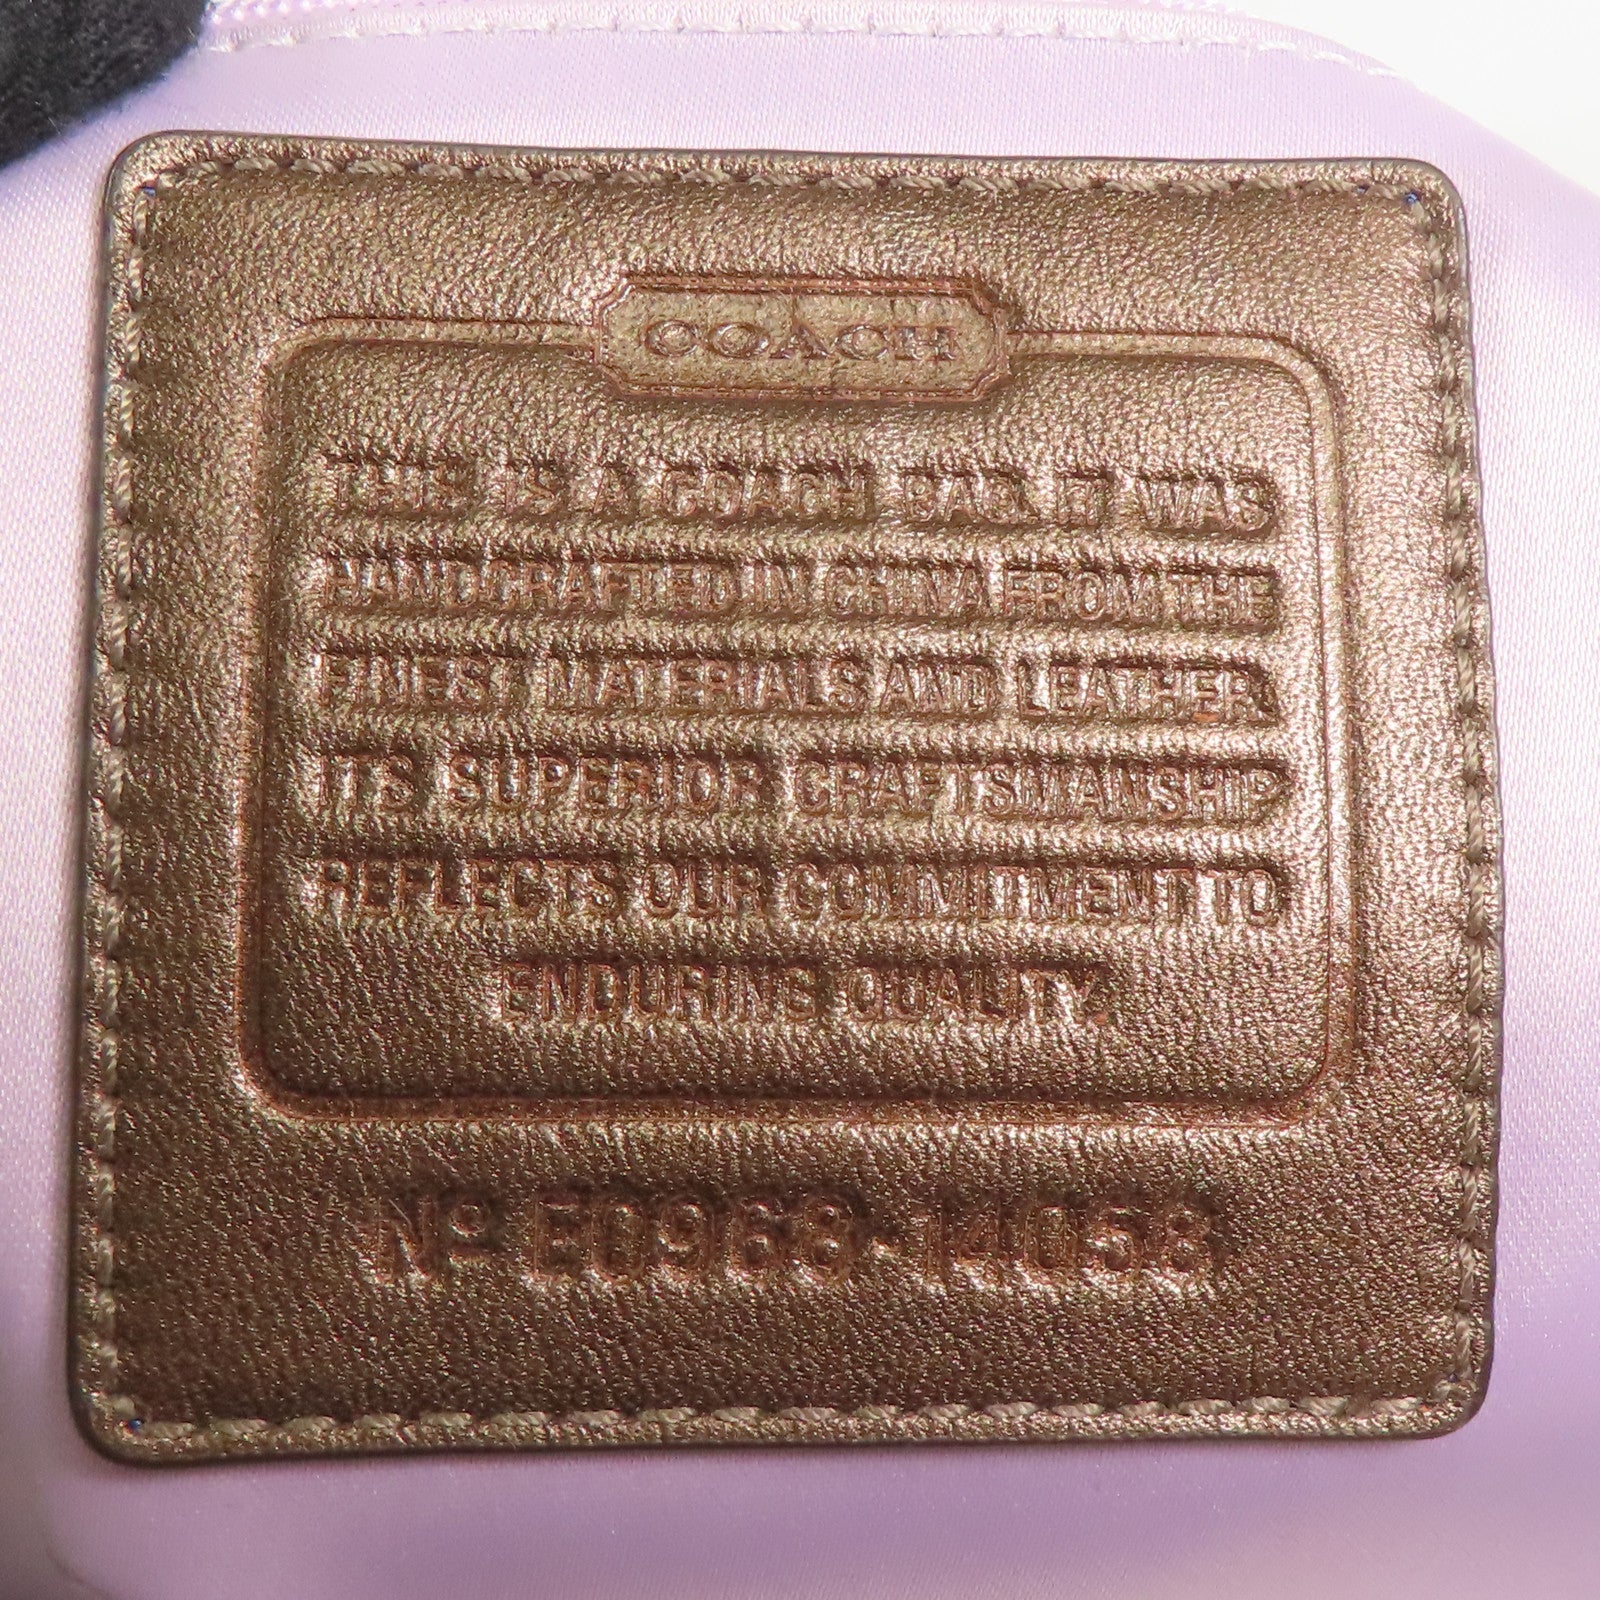 COACH
THIS IS A COACH BAG. IT WAS
HANDCRAFTED IN CHINA FROM THE
FINEST MATERIALS AND LEATHER.
ITS SUPERIOR CRAFTSMANSHIP
REFLECTS OUR COMMITMENT TO
ENDURING QUALITY.
Nº E0968-14058